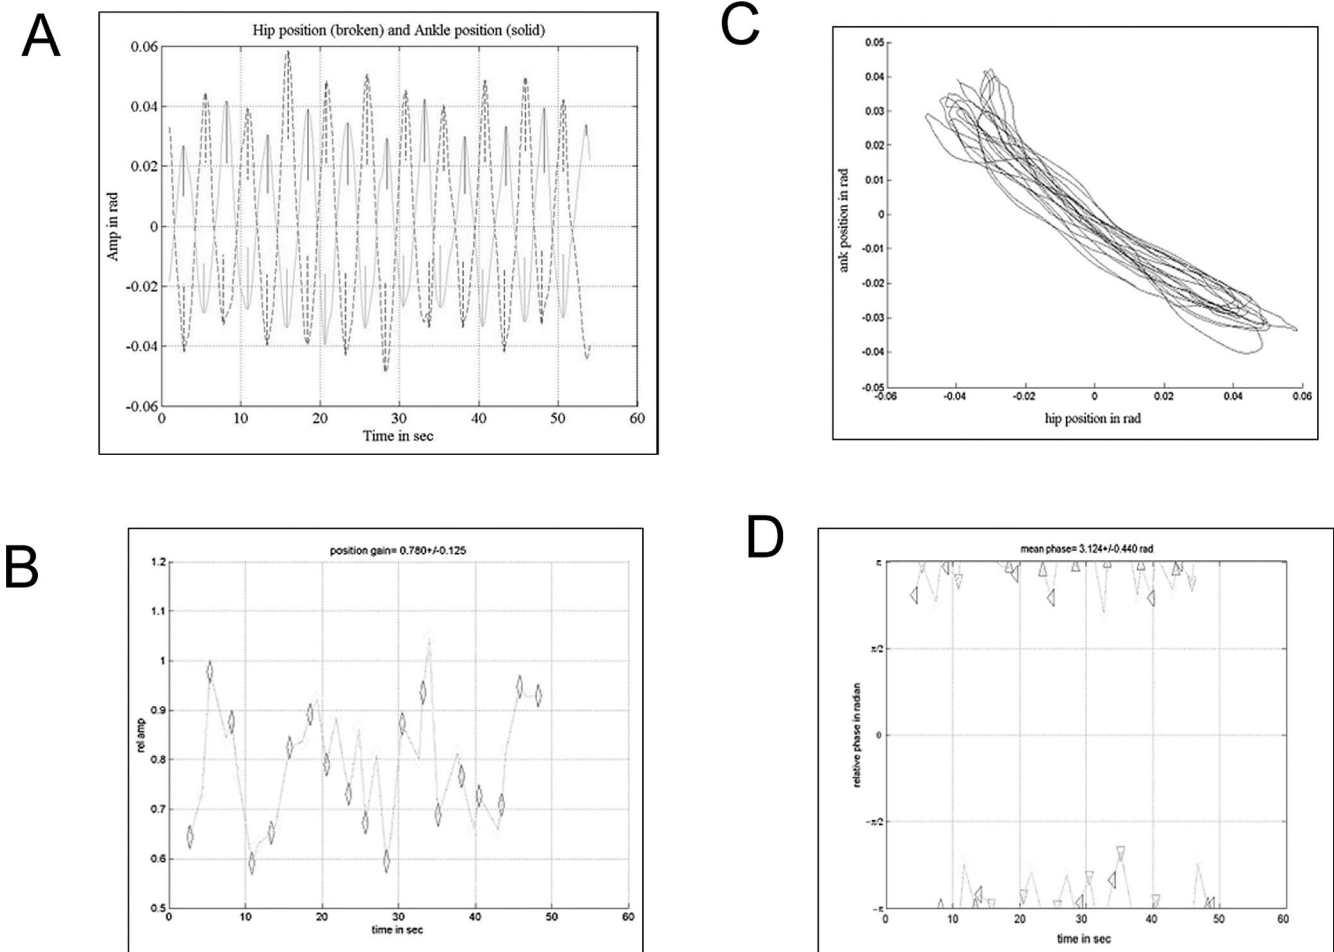 A
Hip position (broken) and Ankle position (solid)
0.06
0.04
0.02
0
-0.02
-0.04
-0.06
Amp in rad
0 10 20 30 40 50 60
Time in sec
C
0.05
0.04
0.03
0.02
0.01
0
-0.01
-0.02
-0.03
-0.04
-0.05
ank position in rad
-0.06 -0.04 -0.02 0 0.02 0.04 0.06
hip position in rad
B
position gain= 0.780+/-0.125
1.2
1.1
1
0.9
0.8
0.7
0.6
0.5
rel amp
0 10 20 30 40 50 60
time in sec
D
mean phase= 3.124+/-0.440 rad
π
π/2
0
-π/2
-π
relative phase in radian
0 10 20 30 40 50 60
time in sec